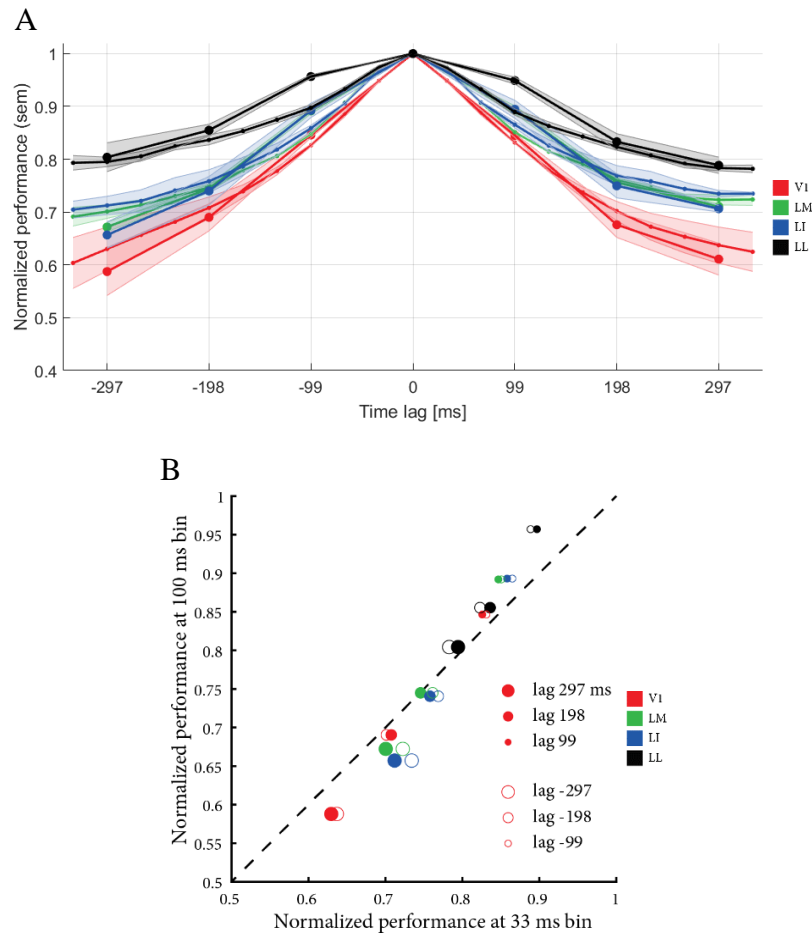 A
1
0.9
0.8
0.7
0.6
0.5
0.4
Normalized performance (sem)
-297
-198
-99
0
99
198
297
Time lag [ms]
V1
LM
LI
LL
B
1
0.95
0.9
0.85
0.8
0.75
0.7
0.65
0.6
0.55
0.5
Normalized performance at 100 ms bin
0.5
0.6
0.7
0.8
0.9
1
Normalized performance at 33 ms bin
lag 297 ms
lag 198
lag 99
lag -297
lag -198
lag -99
V1
LM
LI
LL